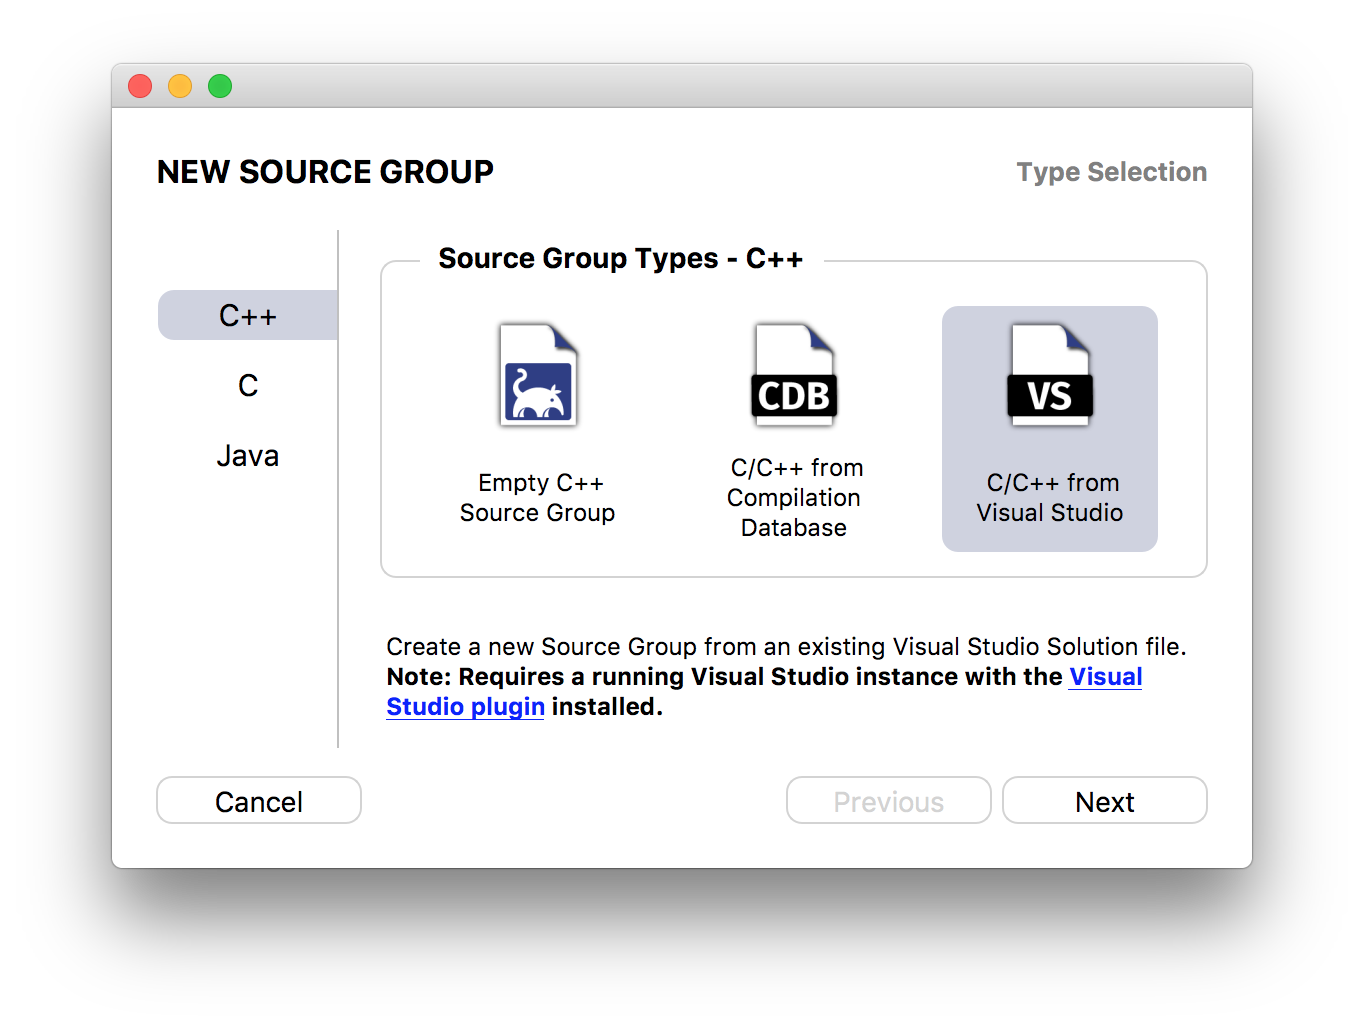 NEW SOURCE GROUP
Type Selection
C++
C
Java
Source Group Types - C++
Empty C++
Source Group
CDB
C/C++ from
Compilation
Database
VS
C/C++ from
Visual Studio
Create a new Source Group from an existing Visual Studio Solution file.
Note: Requires a running Visual Studio instance with the Visual
Studio plugin installed.
Cancel
Previous
Next